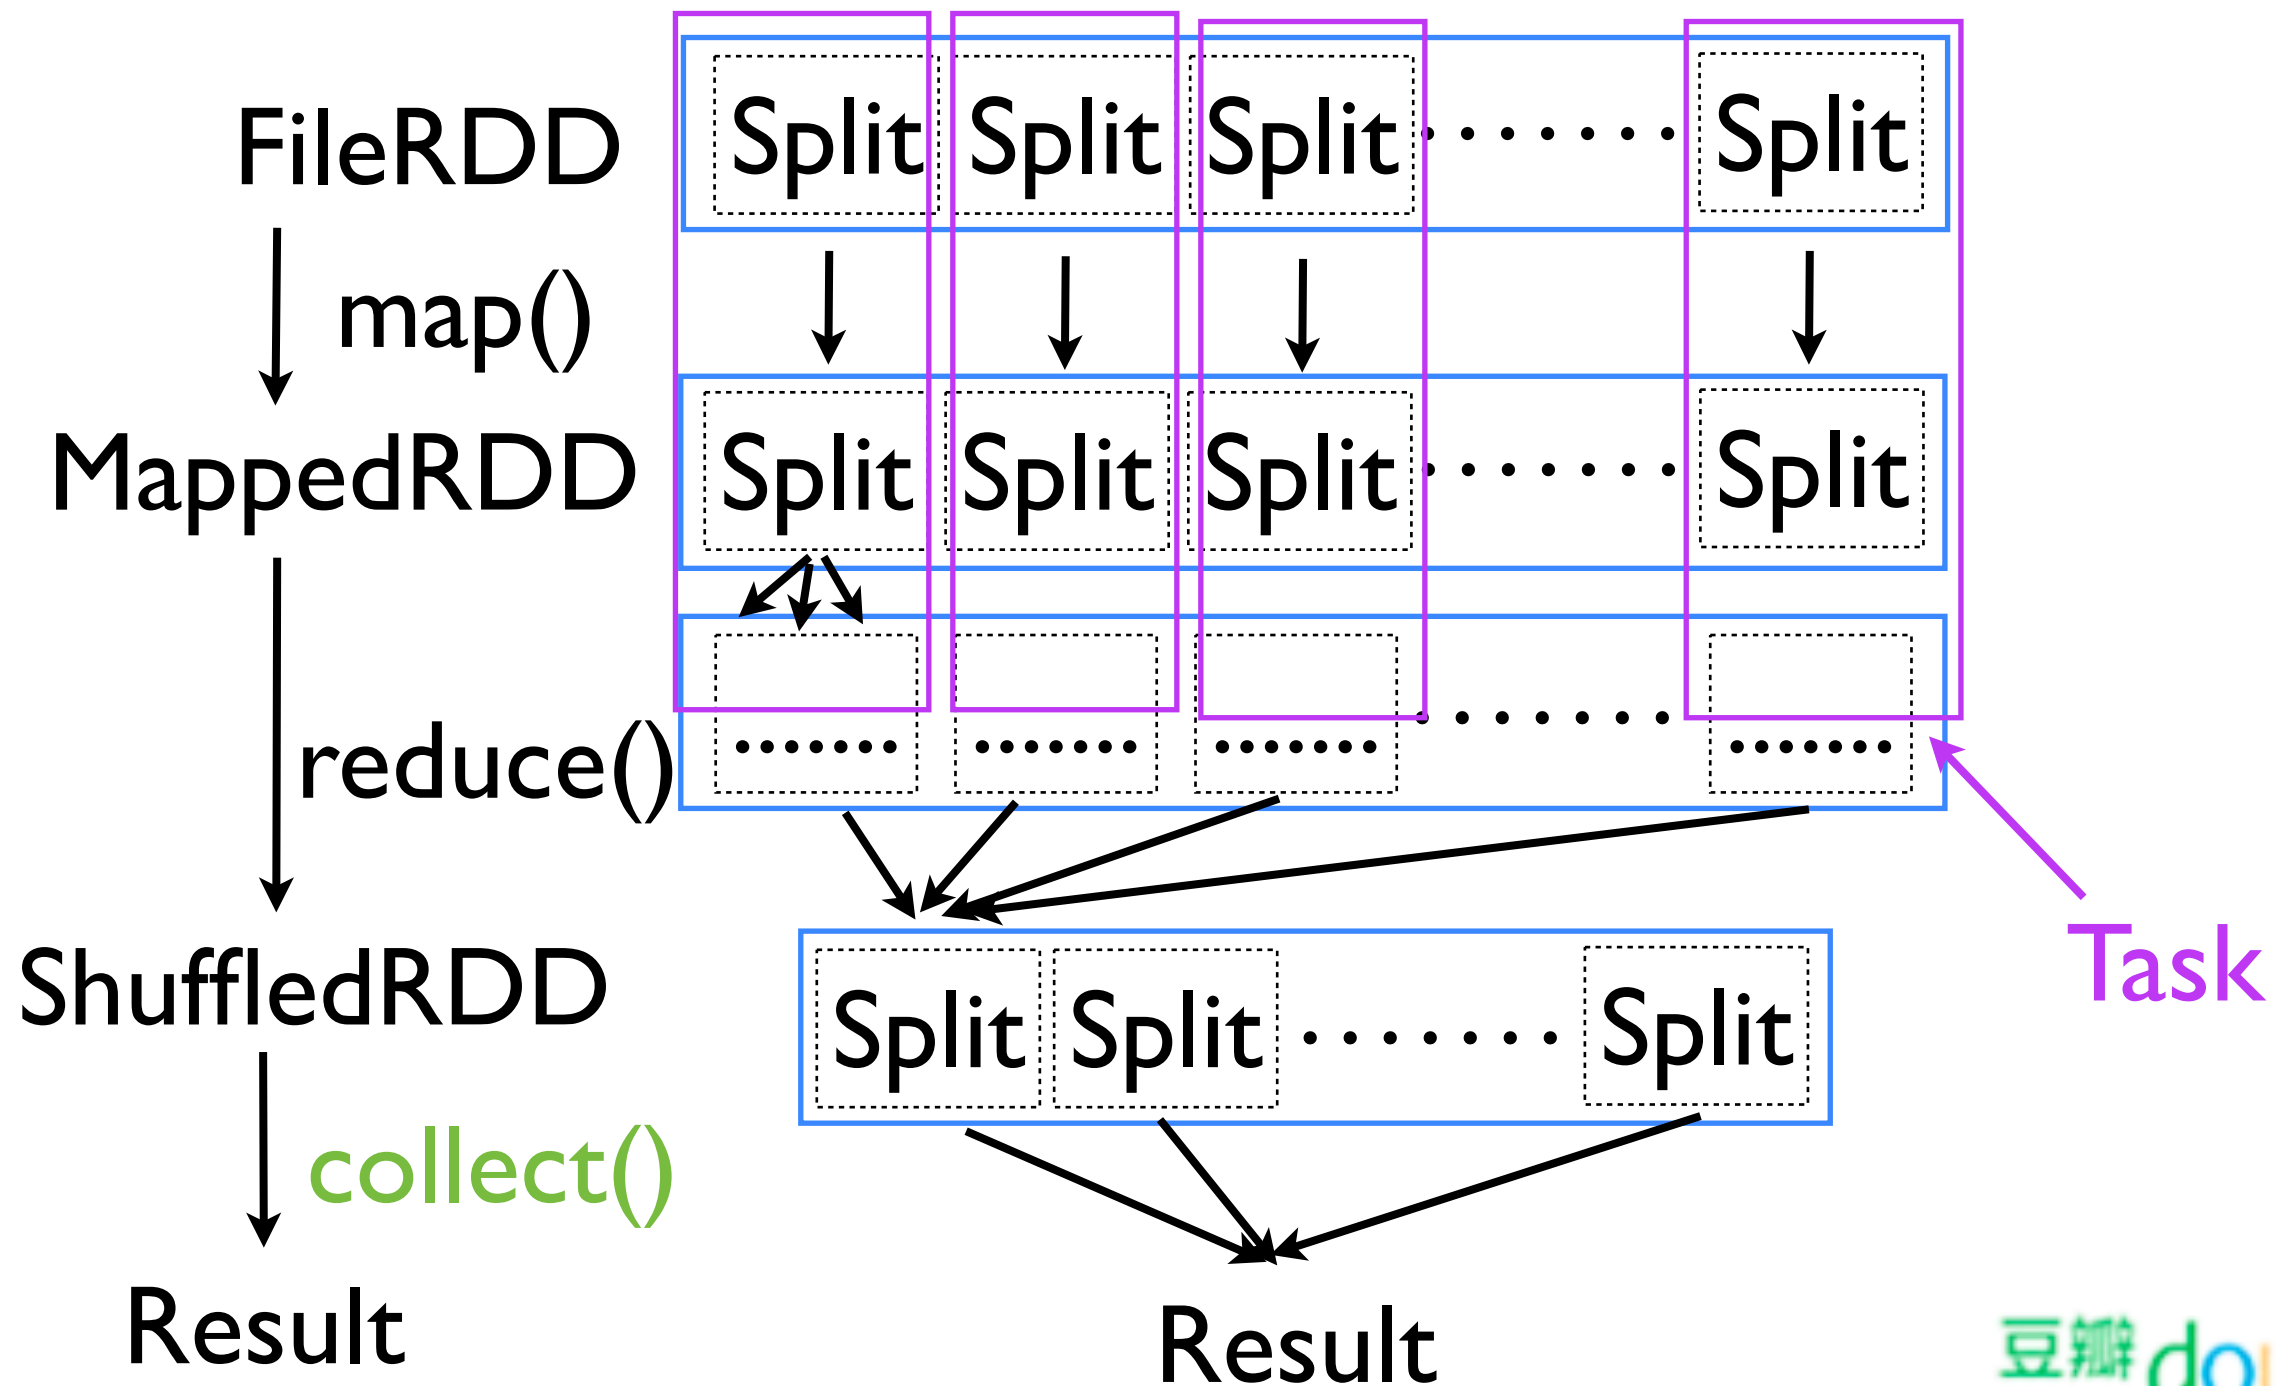 FileRDD
Split Split Split Split
map()
MappedRDD
Split Split Split Split
reduce()
ShuffledRDD
Split Split Split
Task
collect()
Result
Result
豆瓣